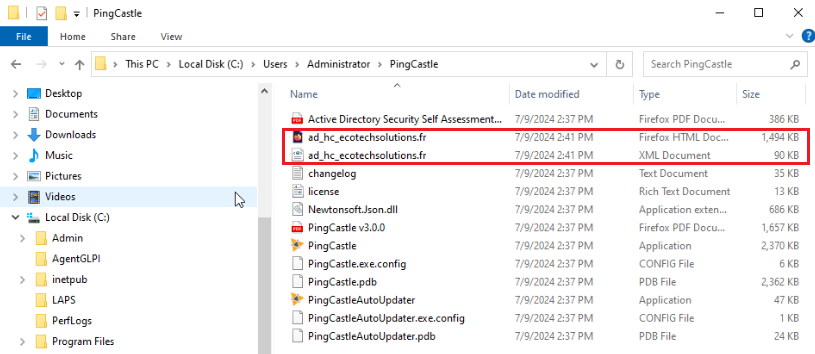 PingCastle
File Home Share View
This PC Local Disk (C:) Users Administrator PingCastle Search PingCastle
Desktop
Documents
Downloads
Music
Pictures
Videos
Local Disk (C:)
Admin
AgentGLPI
inetpub
LAPS
PerfLogs
Program Files
Name Date modified Type Size
Active Directory Security Self Assessment... 7/9/2024 2:37 PM Firefox PDF Docu... 386 KB
ad_hc_ecotechsolutions.fr 7/9/2024 2:41 PM Firefox HTML Doc... 1,494 KB
ad_hc_ecotechsolutions.fr 7/9/2024 2:41 PM XML Document 90 KB
changelog 7/9/2024 2:37 PM Text Document 35 KB
license 7/9/2024 2:37 PM Rich Text Document 13 KB
Newtonsoft.Json.dll 7/9/2024 2:37 PM Application exten... 686 KB
PingCastle v3.0.0 7/9/2024 2:37 PM Firefox PDF Docu... 1,657 KB
PingCastle 7/9/2024 2:37 PM Application 2,370 KB
PingCastle.exe.config 7/9/2024 2:37 PM CONFIG File 6 KB
PingCastle.pdb 7/9/2024 2:37 PM PDB File 2,362 KB
PingCastleAutoUpdater 7/9/2024 2:37 PM Application 47 KB
PingCastleAutoUpdater.exe.config 7/9/2024 2:37 PM CONFIG File 1 KB
PingCastleAutoUpdater.pdb 7/9/2024 2:37 PM PDB File 24 KB